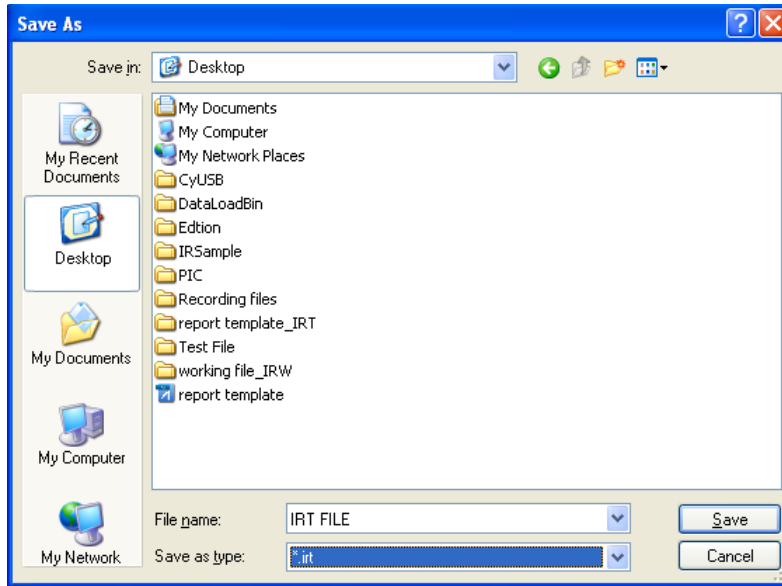 Save As
Save in:
Desktop
My Recent
Documents
Desktop
My Documents
My Computer
My Network
My Documents
My Computer
My Network Places
CyUSB
DataLoadBin
Edtion
IRSample
PIC
Recording files
report template_IRT
Test File
working file_IRW
report template
File name:
IRT FILE
Save
Save as type:
*.irt
Cancel